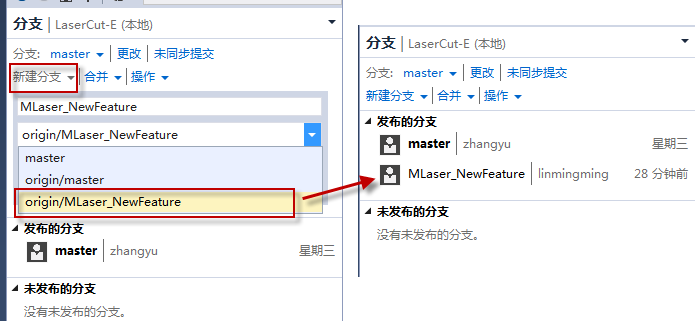 分支 | LaserCut-E (本地)
分支: master 更改 | 未同步提交
新建分支 合并 | 操作
MLaser_NewFeature
origin/MLaser_NewFeature
master
origin/master
origin/MLaser_NewFeature
发布的分支
master | zhangyu 星期三
未发布的分支
没有未发布的分支。
分支 | LaserCut-E (本地)
分支: master | 更改 | 未同步提交
新建分支 | 合并 | 操作
发布的分支
master | zhangyu 星期三
MLaser_NewFeature | linmingming 28 分钟前
未发布的分支
没有未发布的分支。